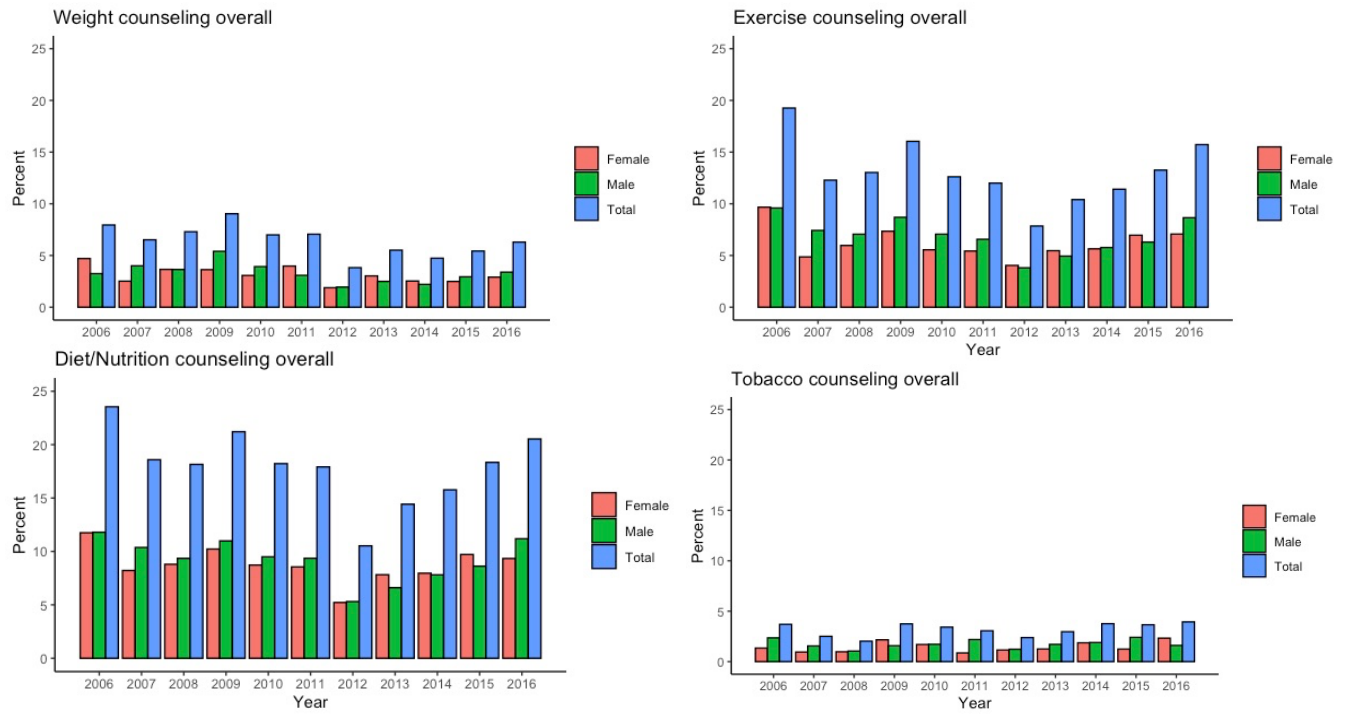 Weight counseling overall
25
20
15
10
5
0
Percent
2006 2007 2008 2009 2010 2011 2012 2013 2014 2015 2016
Female
Male
Total
Exercise counseling overall
25
20
15
10
5
0
Percent
2006 2007 2008 2009 2010 2011 2012 2013 2014 2015 2016
Year
Female
Male
Total
Diet/Nutrition counseling overall
25
20
15
10
5
0
Percent
2006 2007 2008 2009 2010 2011 2012 2013 2014 2015 2016
Year
Female
Male
Total
Tobacco counseling overall
25
20
15
10
5
0
Percent
2006 2007 2008 2009 2010 2011 2012 2013 2014 2015 2016
Year
Female
Male
Total